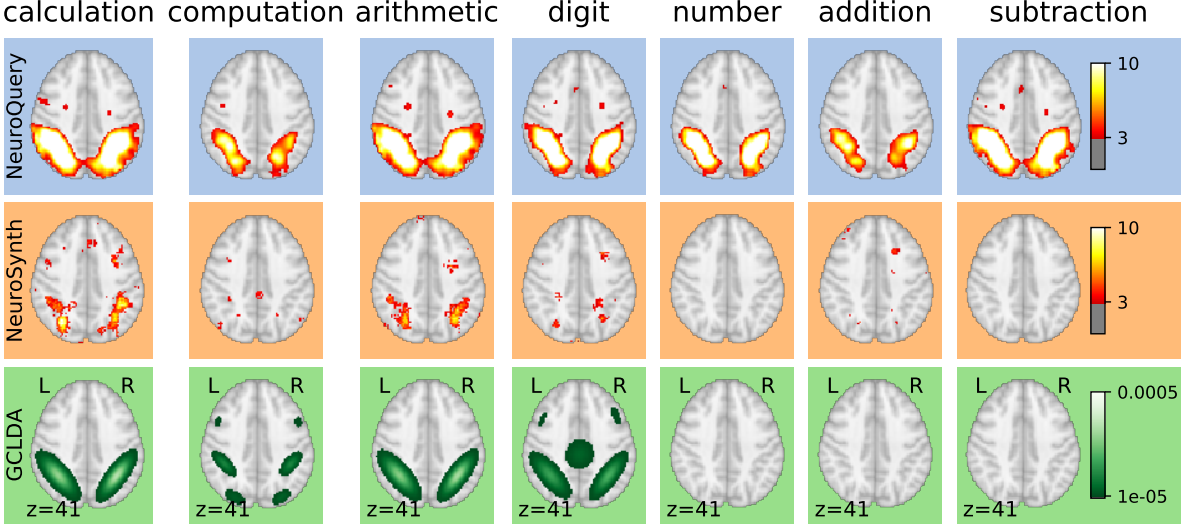 calculation computation arithmetic digit number addition subtraction
NeuroQuery
10
3
NeuroSynth
10
3
GCLDA
L R L R L R L R L R L R L R
0.0005
z=41 z=41 z=41 z=41 z=41 z=41 z=41
1e-05